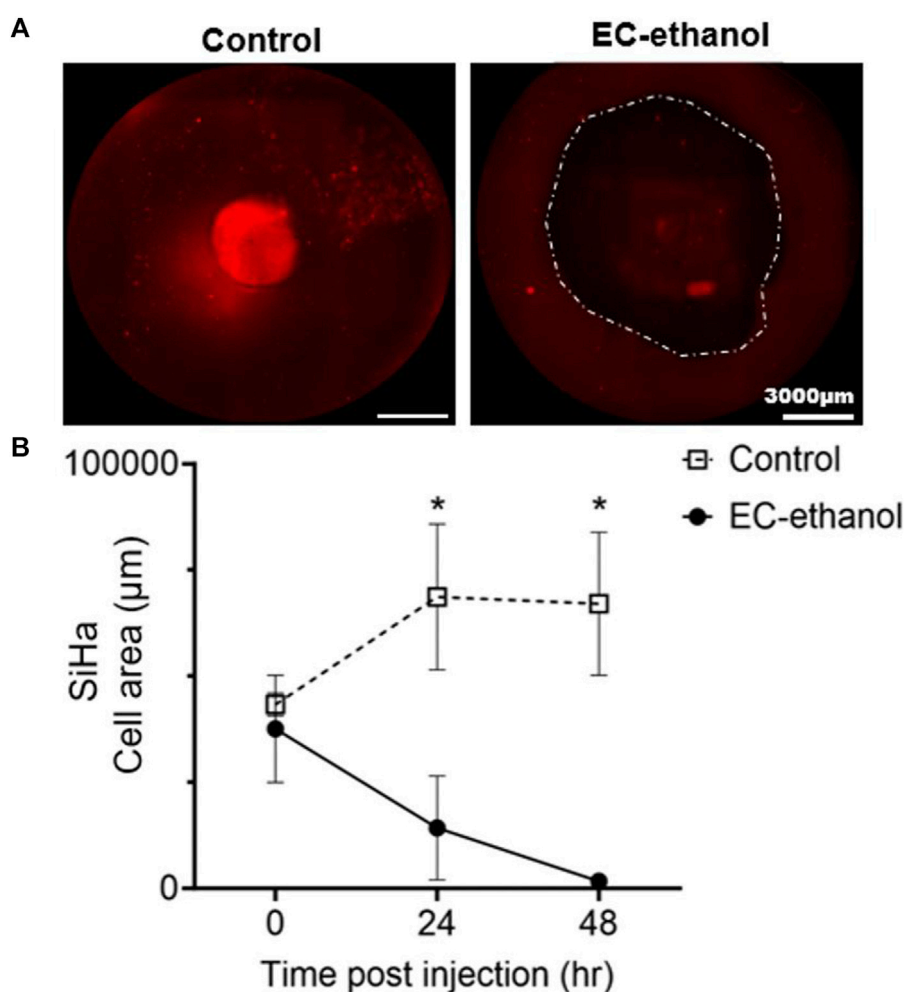 A
Control
EC-ethanol
3000µm
B
100000
0
SiHa
Cell area (µm)
*
*
Control
EC-ethanol
0
24
48
Time post injection (hr)